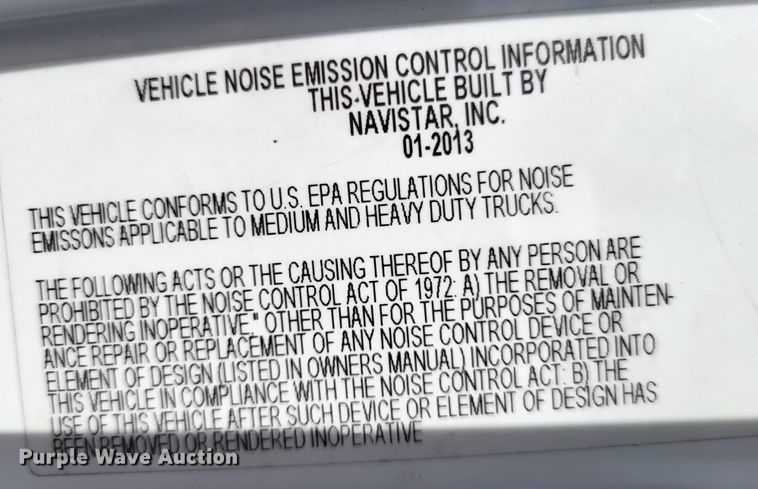 VEHICLE NOISE EMISSION CONTROL INFORMATION
THIS VEHICLE BUILT BY
NAVISTAR, INC.
01-2013
THIS VEHICLE CONFORMS TO U.S. EPA REGULATIONS FOR NOISE
EMISSONS APPLICABLE TO MEDIUM AND HEAVY DUTY TRUCKS.
THE FOLLOWING ACTS OR THE CAUSING THEREOF BY ANY PERSON ARE
PROHIBITED BY THE NOISE CONTROL ACT OF 1972: A) THE REMOVAL OR
RENDERING INOPERATIVE." OTHER THAN FOR THE PURPOSES OF MAINTEN-
ANCE REPAIR OR REPLACEMENT OF ANY NOISE CONTROL DEVICE OR
ELEMENT OF DESIGN (LISTED IN OWNERS MANUAL) INCORPORATED INTO
THIS VEHICLE IN COMPLIANCE WITH THE NOISE CONTROL ACT: B) THE
USE OF THIS VEHICLE AFTER SUCH DEVICE OR ELEMENT OF DESIGN HAS
BEEN REMOVED OR RENDERED INOPERATIVE
Purple Wave Auction